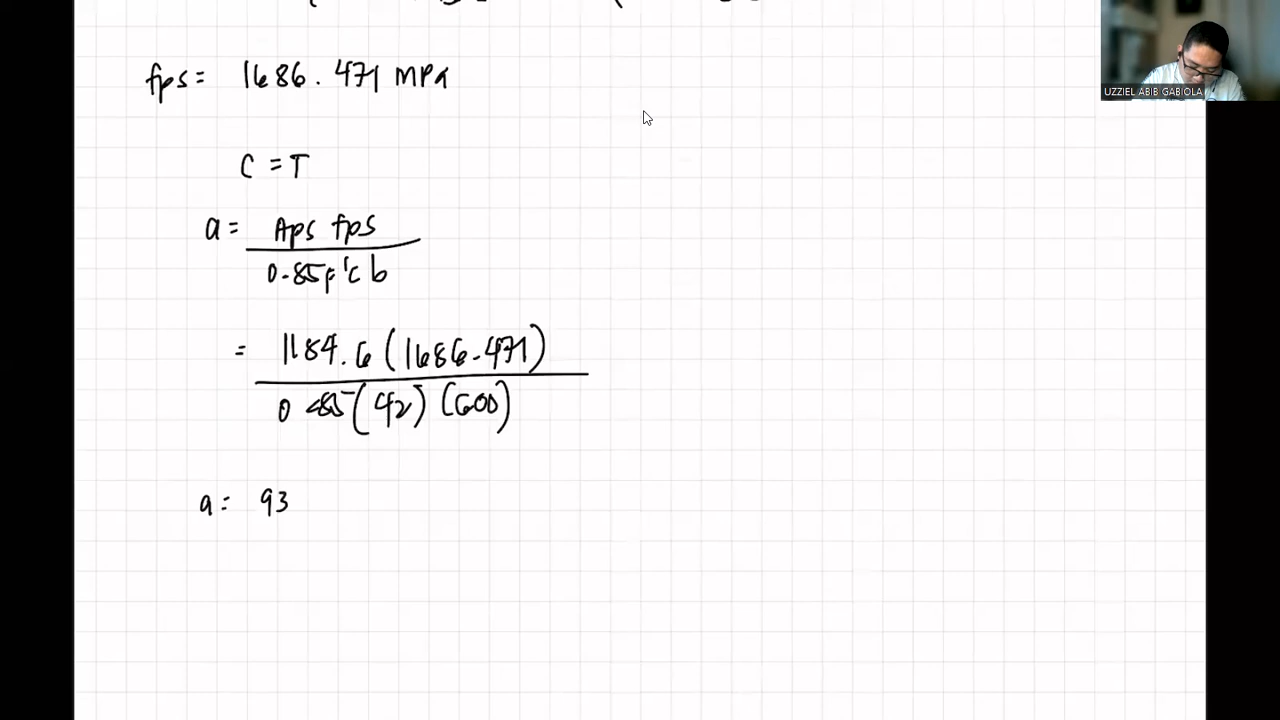 fps = 1686.471 MPa
UZZIEL ABIB GABIOLA
C = T
a = Aps fps
0.85f'c b
= 1184.6 (1686.471)
0.85 (42) (600)
a = 93